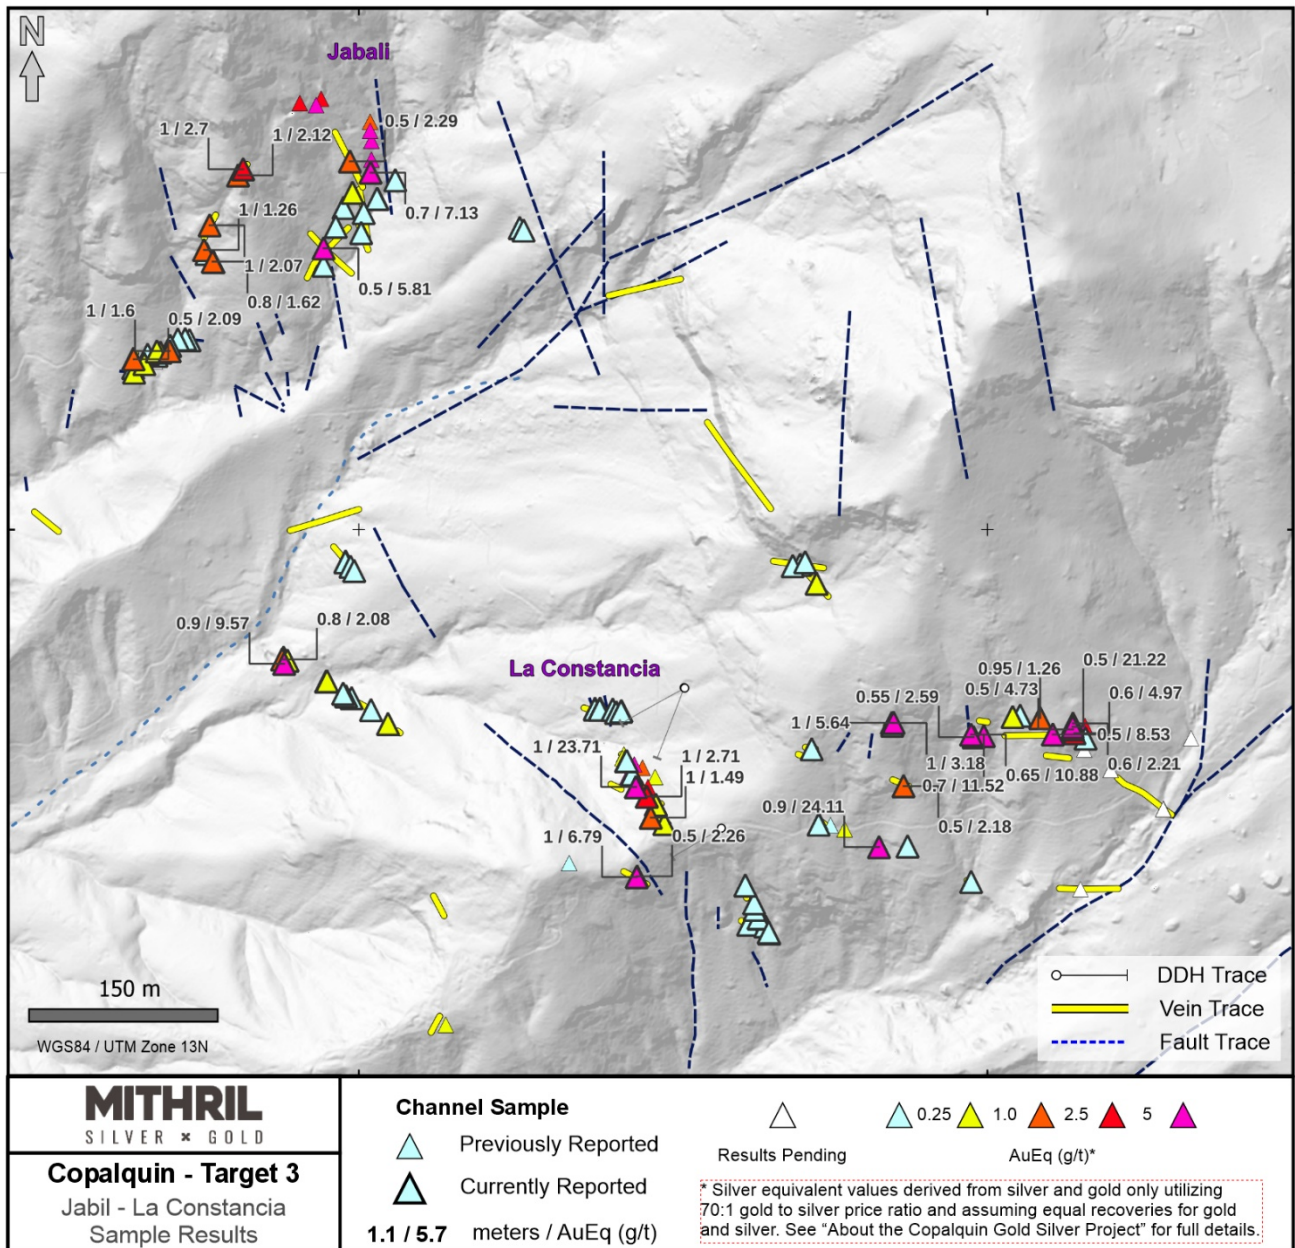 N
Jabali
1 / 2.7
1 / 2.12
0.5 / 2.29
0.7 / 7.13
1 / 1.26
1 / 2.07
0.8 / 1.62
0.5 / 5.81
1 / 1.6
0.5 / 2.09
0.9 / 9.57
0.8 / 2.08
La Constancia
0.95 / 1.26
0.5 / 21.22
0.55 / 2.59
0.5 / 4.73
0.6 / 4.97
1 / 5.64
0.5 / 8.53
1 / 23.71
1 / 2.71
1 / 1.49
1 / 3.18
0.65 / 10.88
0.6 / 2.21
0.7 / 11.52
0.9 / 24.11
0.5 / 2.18
1 / 6.79
0.5 / 2.26
150 m
WGS84 / UTM Zone 13N
DDH Trace
Vein Trace
Fault Trace
MITHRIL
SILVER × GOLD
Copalquin - Target 3
Jabil - La Constancia
Sample Results
Channel Sample
Previously Reported
Currently Reported
1.1 / 5.7 meters / AuEq (g/t)
Results Pending
0.25 1.0 2.5 5
AuEq (g/t)*
* Silver equivalent values derived from silver and gold only utilizing
70:1 gold to silver price ratio and assuming equal recoveries for gold
and silver. See “About the Copalquin Gold Silver Project” for full details.